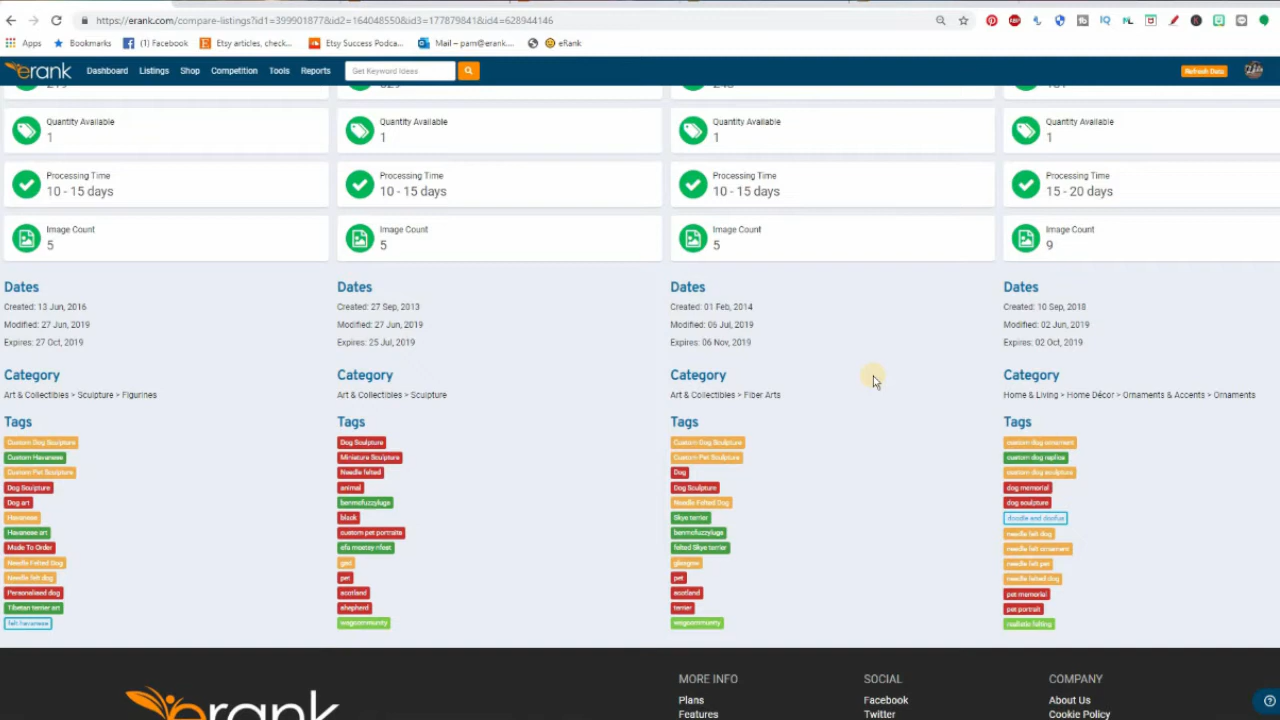 https://erank.com/compare-listings?id1=399901877&id2=164048550&id3=177879841&id4=628944146
Apps Bookmarks (1) Facebook Etsy articles, check... Etsy Success Podca... Mail – pam@erank.... eRank
erank Dashboard Listings Shop Competition Tools Reports Get Keyword Ideas Refresh Data
Quantity Available Quantity Available Quantity Available Quantity Available
1 1 1 1
Processing Time Processing Time Processing Time Processing Time
10 - 15 days 10 - 15 days 10 - 15 days 15 - 20 days
Image Count Image Count Image Count Image Count
5 5 5 9
Dates Dates Dates Dates
Created: 13 Jun, 2016 Created: 27 Sep, 2013 Created: 01 Feb, 2014 Created: 10 Sep, 2018
Modified: 27 Jun, 2019 Modified: 27 Jun, 2019 Modified: 05 Jul, 2019 Modified: 02 Jun, 2019
Expires: 27 Oct, 2019 Expires: 25 Jul, 2019 Expires: 06 Nov, 2019 Expires: 02 Oct, 2019
Category Category Category Category
Art & Collectibles > Sculpture > Figurines Art & Collectibles > Sculpture Art & Collectibles > Fiber Arts Home & Living > Home Décor > Ornaments & Accents > Ornaments
Tags Tags Tags Tags
Custom Dog Sculpture Dog Sculpture Custom Dog Sculpture custom dog ornament
Custom Havanese Miniature Sculpture Custom Pet Sculpture custom dog replica
Custom Pet Sculpture Needle felted Dog custom dog sculpture
Dog Sculpture animal Dog Sculpture dog memorial
Dog art benmofuzzylugs Needle Felted Dog dog sculpture
Havanese black Skye terrier doodle and doofus
Havanese art custom pet portraits benmofuzzylugs needle felt dog
Made To Order felted Skye terrier needle felt ornament
Needle Felted Dog glasgow needle felt pet
Needle felt dog pet pet needle felted dog
Personalised dog scotland scotland pet memorial
Tibetan terrier art shepherd terrier pet portrait
felt havanese wagcommunity wagcommunity realistic felting
MORE INFO SOCIAL COMPANY
erank Plans Facebook About Us
Features Twitter Cookie Policy